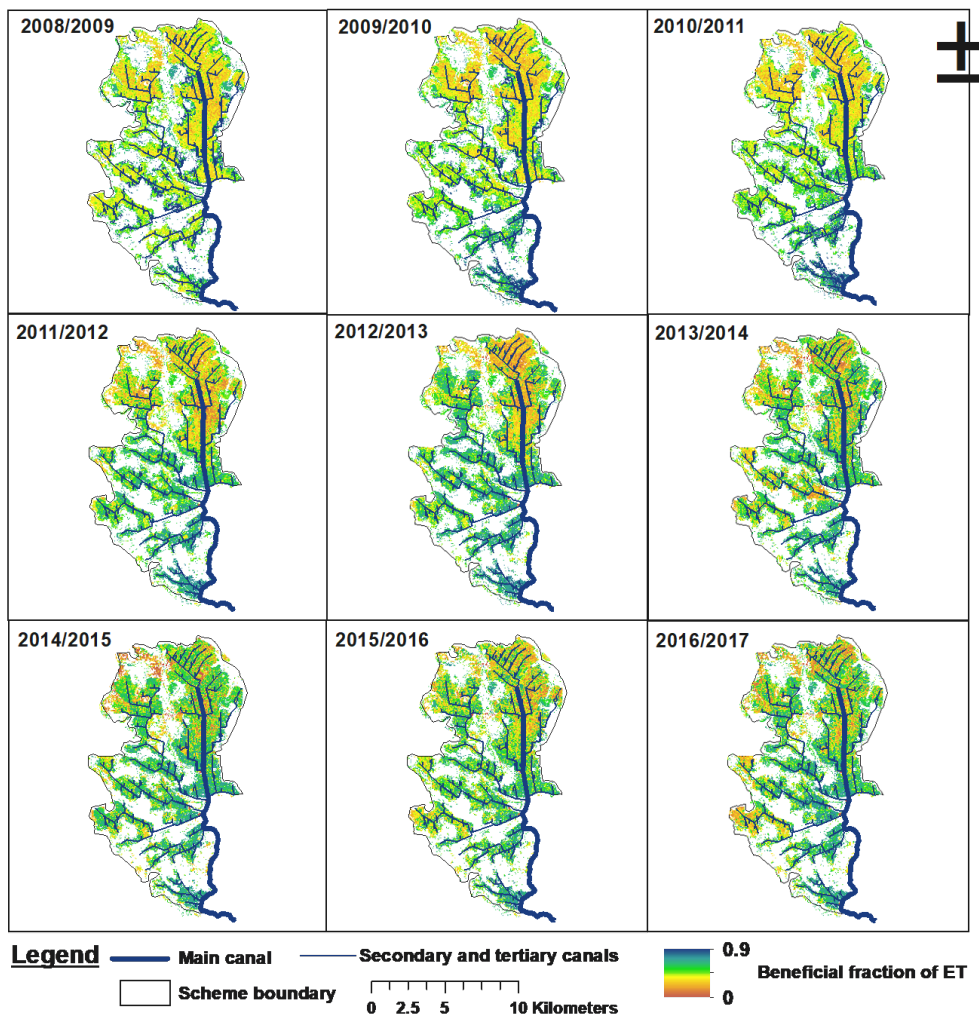 2008/2009
2009/2010
2010/2011
2011/2012
2012/2013
2013/2014
2014/2015
2015/2016
2016/2017
Legend
Main canal
Secondary and tertiary canals
Scheme boundary
0 2.5 5 10 Kilometers
0.9
0
Beneficial fraction of ET